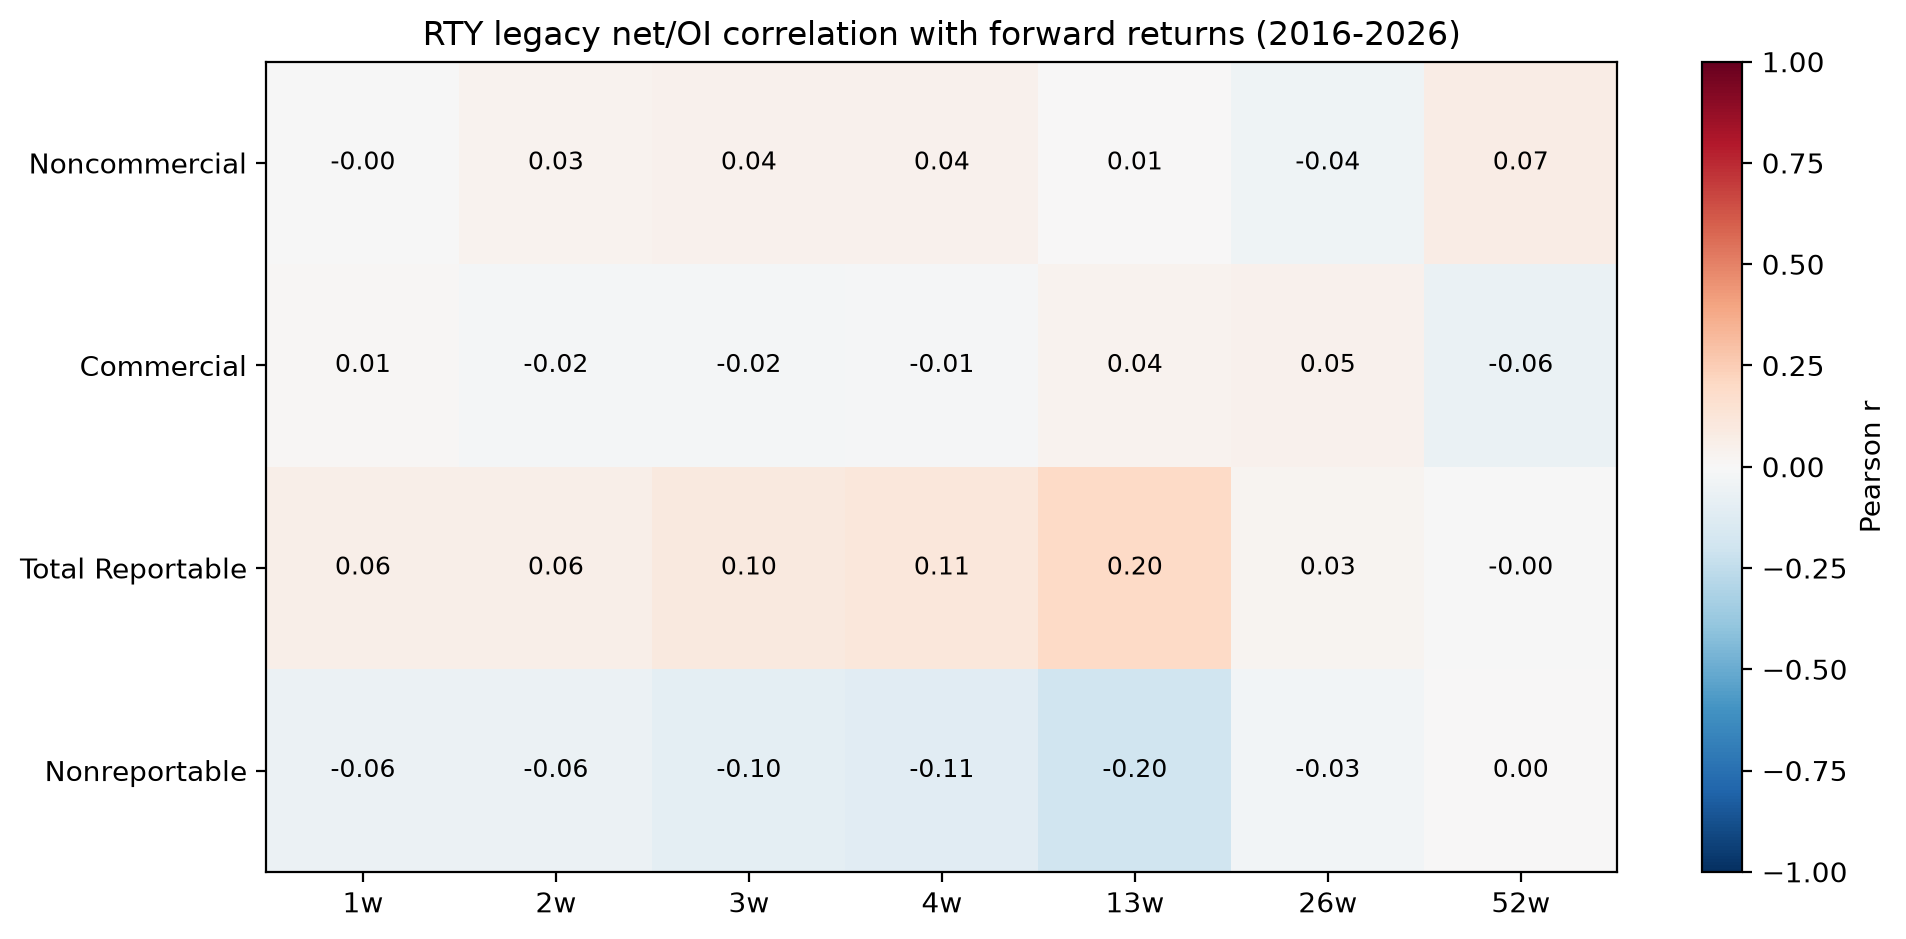 RTY legacy net/OI correlation with forward returns (2016-2026)
Noncommercial -0.00 0.03 0.04 0.04 0.01 -0.04 0.07
Commercial 0.01 -0.02 -0.02 -0.01 0.04 0.05 -0.06
Total Reportable 0.06 0.06 0.10 0.11 0.20 0.03 -0.00
Nonreportable -0.06 -0.06 -0.10 -0.11 -0.20 -0.03 0.00
1w 2w 3w 4w 13w 26w 52w
1.00
0.75
0.50
0.25
0.00
−0.25
−0.50
−0.75
−1.00
Pearson r